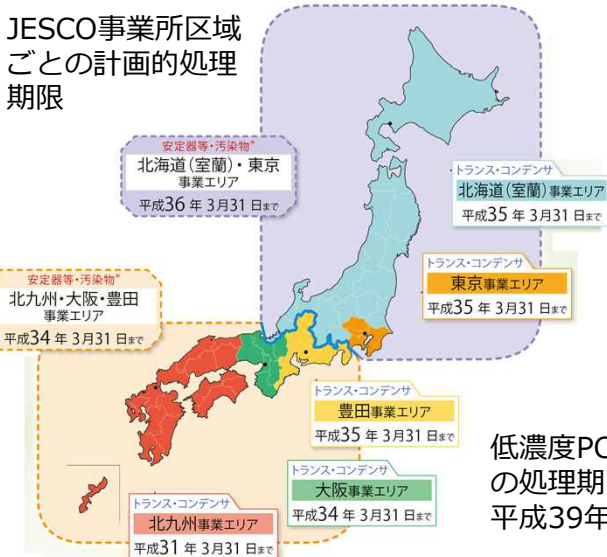 JESCO事業所区域
ごとの計画的処理
期限
安定器等・汚染物*
北海道(室蘭)・東京
事業エリア
平成36年3月31日まで
トランス・コンデンサ
北海道(室蘭)事業エリア
平成35年3月31日まで
トランス・コンデンサ
東京事業エリア
平成35年3月31日まで
安定器等・汚染物*
北九州・大阪・豊田
事業エリア
平成34年3月31日まで
トランス・コンデンサ
豊田事業エリア
平成35年3月31日まで
トランス・コンデンサ
大阪事業エリア
平成34年3月31日まで
トランス・コンデンサ
北九州事業エリア
平成31年3月31日まで
低濃度PC
の処理期
平成39年